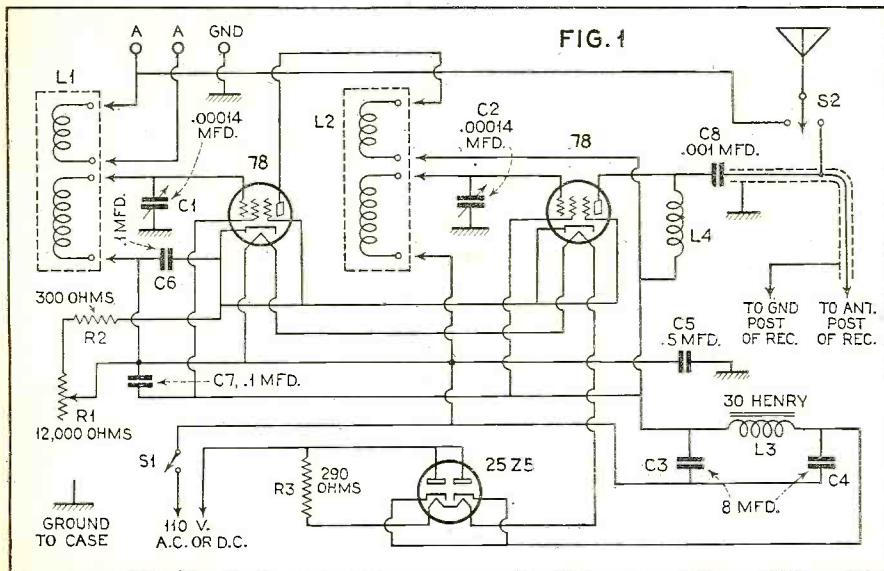 FIG. 1
A
A
GND
L1
.00014
MFD.
78
C1
.1 MFD.
C6
300 OHMS
R2
L2
C2
.00014
MFD.
78
C8
.001 MFD.
S2
L4
TO GND
POST
OF REC.
TO ANT.
POST
OF REC.
C5
.5 MFD.
R1
12,000 OHMS
C7, .1 MFD.
30 HENRY
L3
C3
C4
8 MFD.
S1
R3
290
OHMS
25Z5
GROUND
TO CASE
110 V.
A.C. OR D.C.